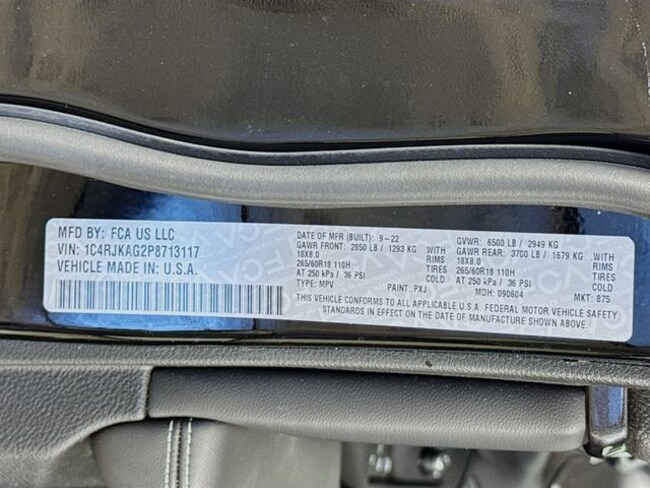 MFD BY: FCA US LLC
VIN: 1C4RJKAG2P8713117
VEHICLE MADE IN U.S.A.
DATE OF MFR (BUILT): 9-22
GAWR FRONT: 2850 LB / 1293 KG WITH
18X8.0 RIMS
265/60R18 110H TIRES
AT 250 kPa / 36 PSI
TYPE: MPV PAINT: PXJ
GVWR: 6500 LB / 2949 KG
GAWR REAR: 3700 LB / 1679 KG WITH
18X8.0 RIMS
265/60R18 110H TIRES
AT 250 kPa / 36 PSI
MDH: 090604 MKT: 875
THIS VEHICLE CONFORMS TO ALL APPLICABLE U.S.A. FEDERAL MOTOR VEHICLE SAFETY
STANDARDS IN EFFECT ON THE DATE OF MANUFACTURE SHOWN ABOVE.